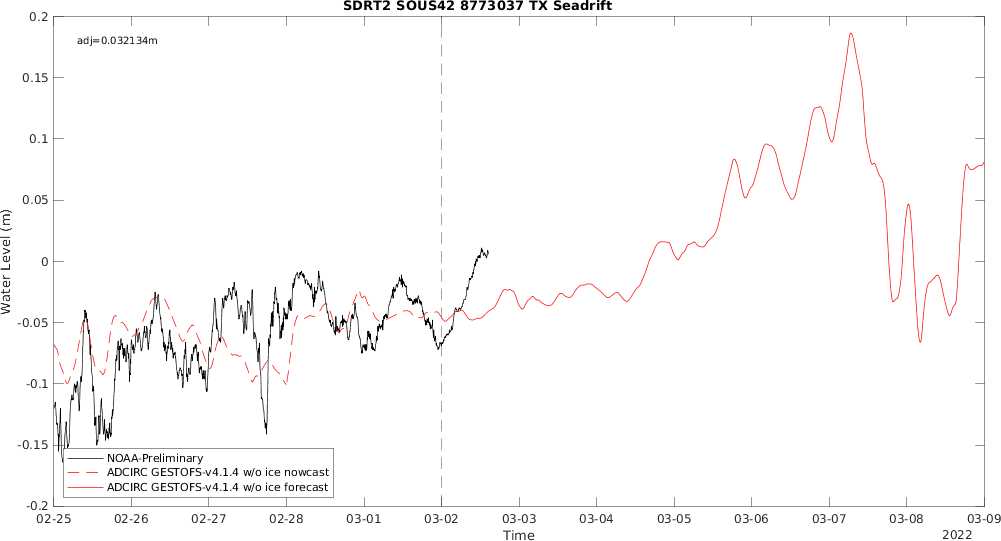 SDRT2 SOUS42 8773037 TX Seadrift
adj=0.032134m
0.2
0.15
0.1
0.05
0
-0.05
-0.1
-0.15
-0.2
Water Level (m)
NOAA-Preliminary
ADCIRC GESTOFS-v4.1.4 w/o ice nowcast
ADCIRC GESTOFS-v4.1.4 w/o ice forecast
02-25 02-26 02-27 02-28 03-01 03-02 03-03 03-04 03-05 03-06 03-07 03-08 03-09
Time
2022